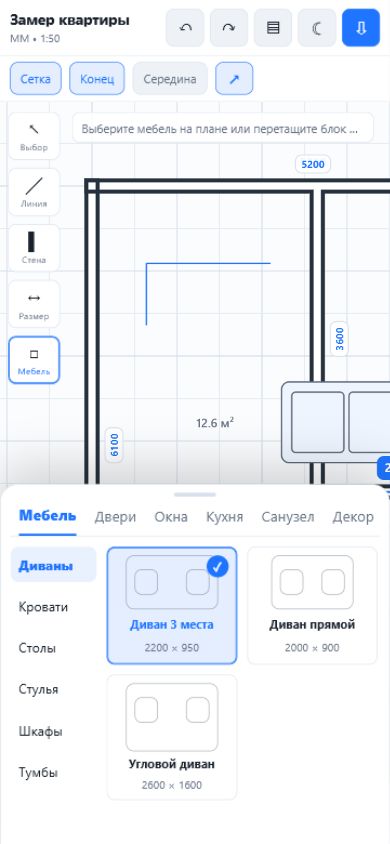 Замер квартиры
ММ • 1:50
Сетка
Конец
Середина
Выбор
Выберите мебель на плане или перетащите блок ...
5200
Линия
Стена
Размер
3600
Мебель
12.6 м²
6100
2
Мебель Двери Окна Кухня Санузел Декор
Диваны
Кровати
Столы
Стулья
Шкафы
Тумбы
Диван 3 места
2200 × 950
Диван прямой
2000 × 900
Угловой диван
2600 × 1600